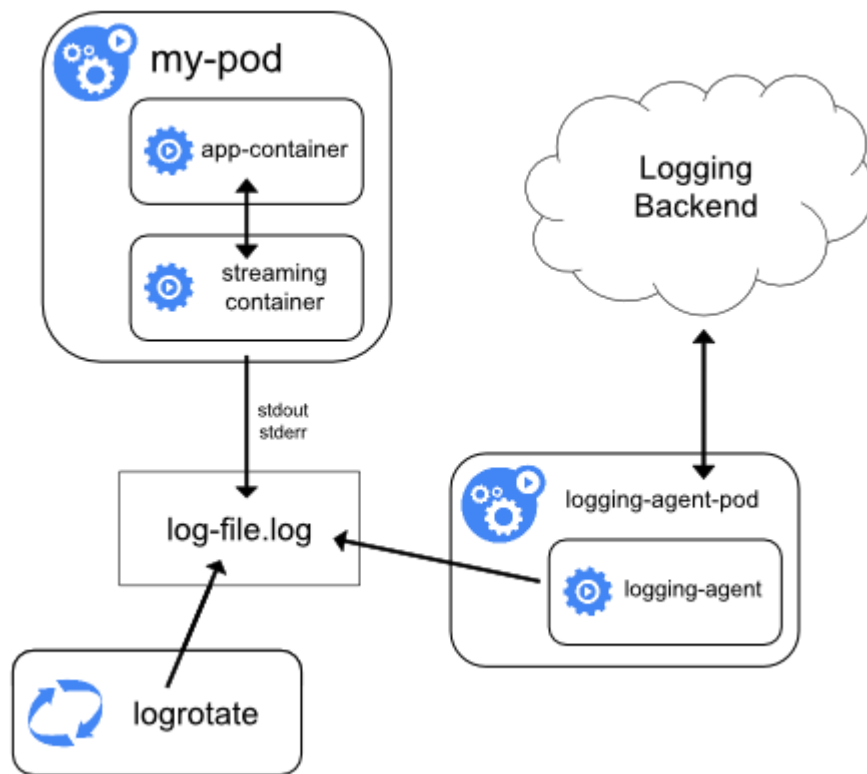 my-pod
app-container
streaming
container
Logging
Backend
stdout
stderr
logging-agent-pod
log-file.log
logging-agent
logrotate